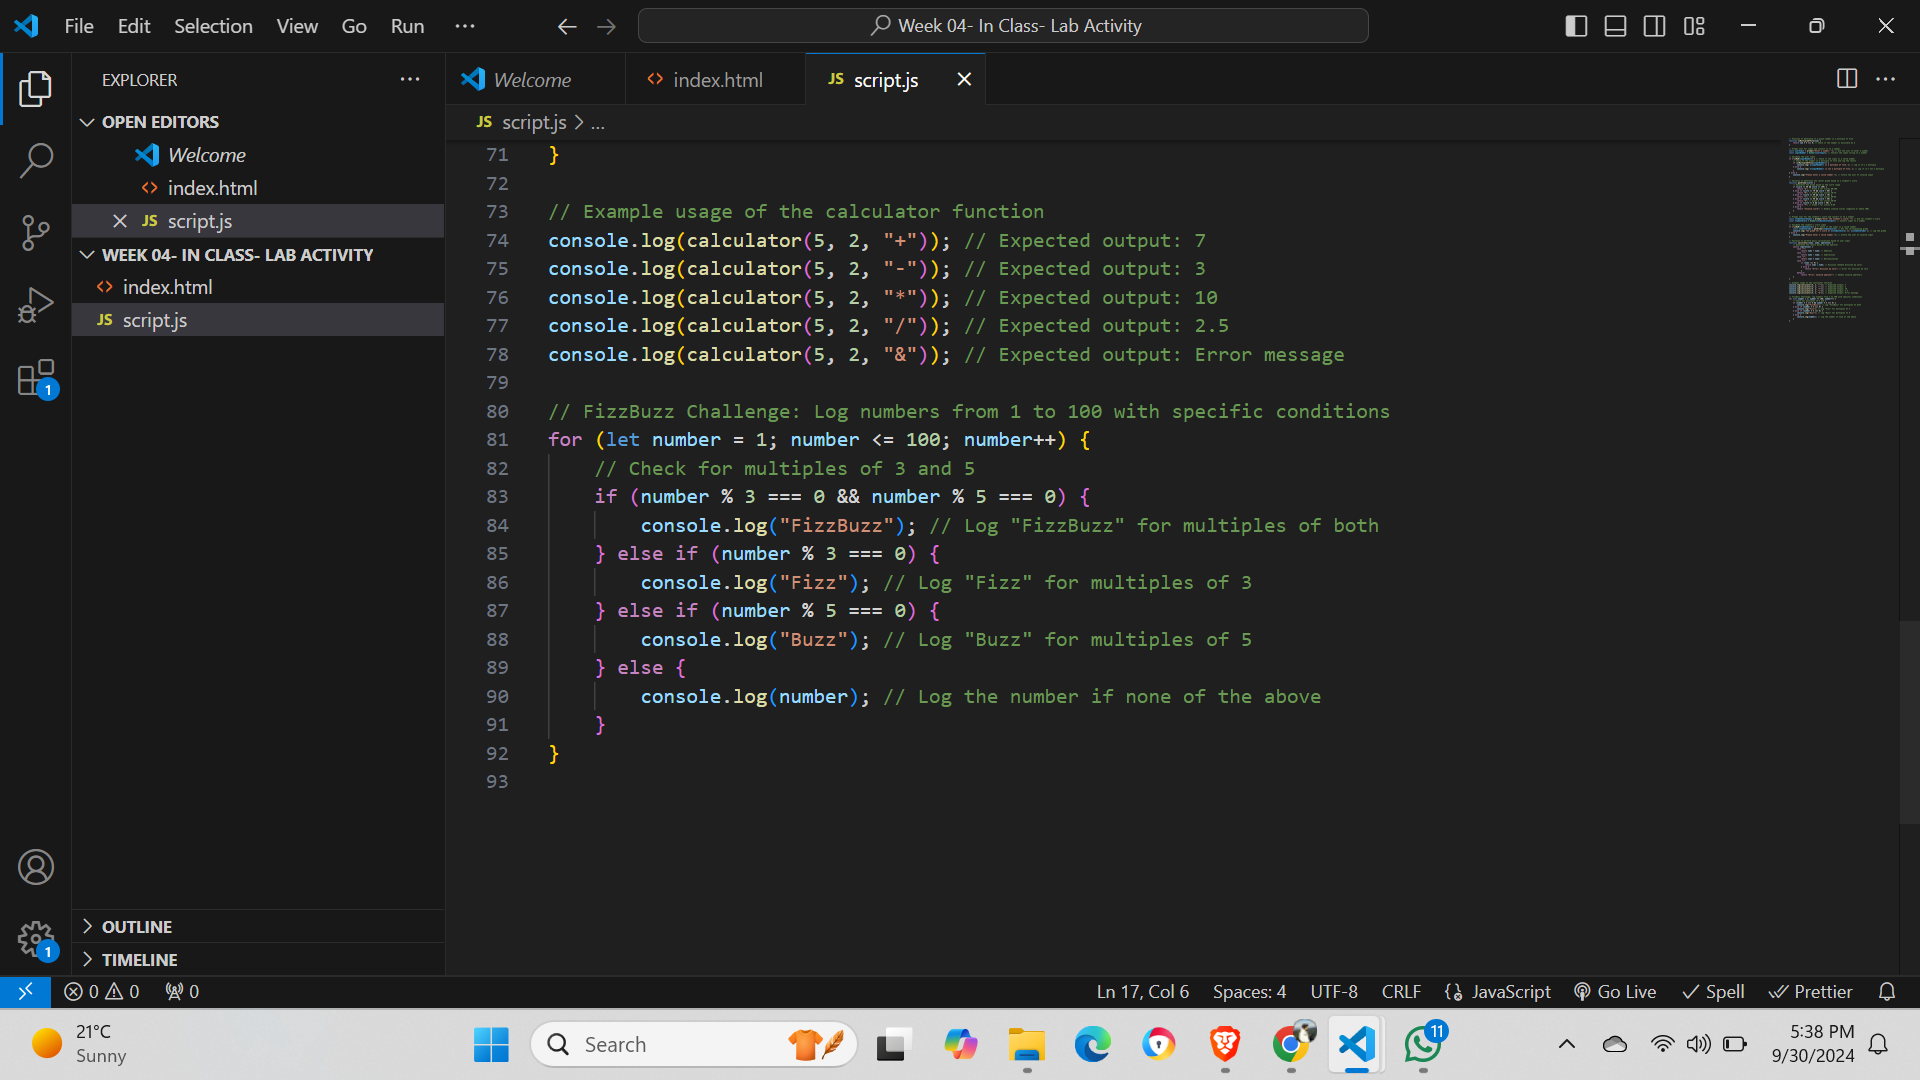 File Edit Selection View Go Run ...
Week 04- In Class- Lab Activity
EXPLORER
OPEN EDITORS
Welcome
index.html
script.js
WEEK 04- IN CLASS- LAB ACTIVITY
index.html
script.js
1
1
OUTLINE
TIMELINE
Welcome
index.html
JS script.js
JS script.js > ...
71 }
72
73 // Example usage of the calculator function
74 console.log(calculator(5, 2, "+")); // Expected output: 7
75 console.log(calculator(5, 2, "-")); // Expected output: 3
76 console.log(calculator(5, 2, "*")); // Expected output: 10
77 console.log(calculator(5, 2, "/")); // Expected output: 2.5
78 console.log(calculator(5, 2, "&")); // Expected output: Error message
79
80 // FizzBuzz Challenge: Log numbers from 1 to 100 with specific conditions
81 for (let number = 1; number <= 100; number++) {
82 // Check for multiples of 3 and 5
83 if (number % 3 === 0 && number % 5 === 0) {
84 console.log("FizzBuzz"); // Log "FizzBuzz" for multiples of both
85 } else if (number % 3 === 0) {
86 console.log("Fizz"); // Log "Fizz" for multiples of 3
87 } else if (number % 5 === 0) {
88 console.log("Buzz"); // Log "Buzz" for multiples of 5
89 } else {
90 console.log(number); // Log the number if none of the above
91 }
92 }
93
0 0 0
Ln 17, Col 6 Spaces: 4 UTF-8 CRLF JavaScript Go Live Spell Prettier
21°C
Sunny
Search
11
5:38 PM
9/30/2024